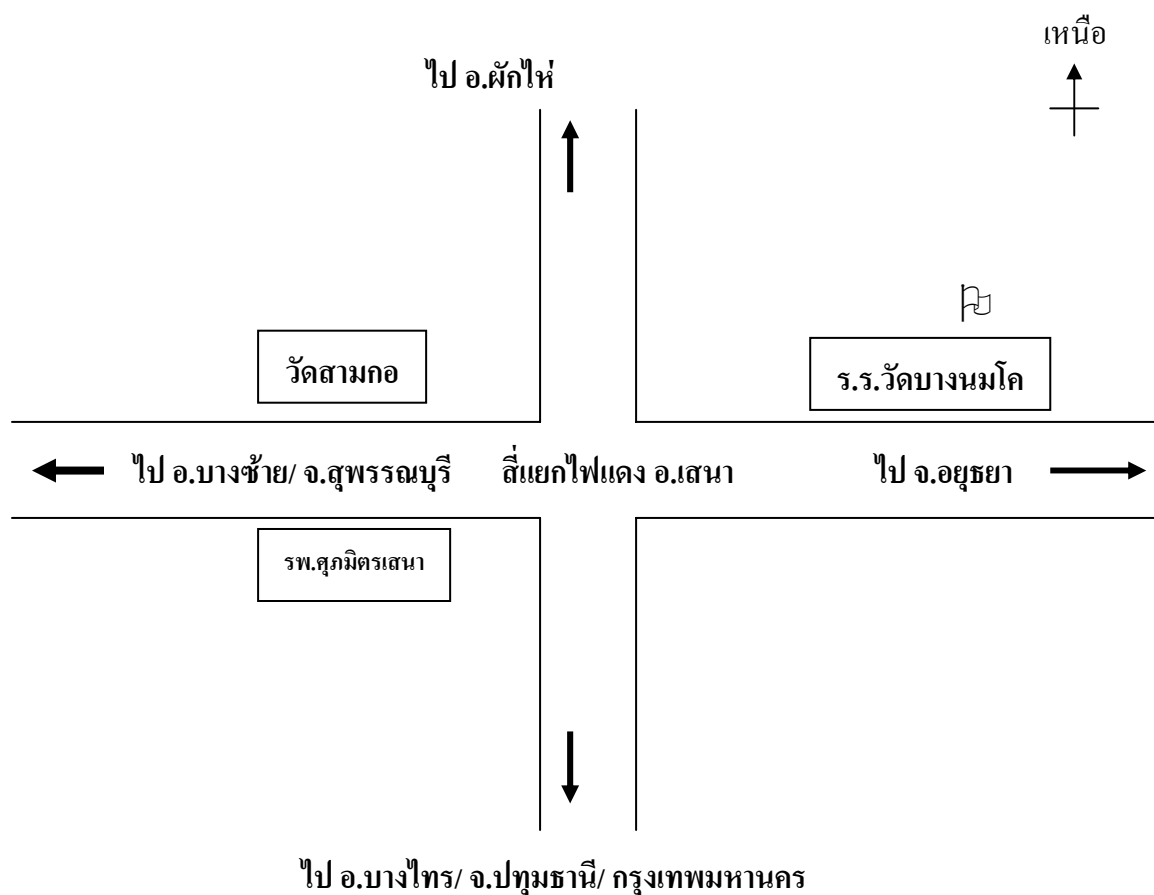 เหนือ
ไป อ.ผักไห่
วัดสามกอ
ร.ร.วัดบางนมโค
ไป อ.บางซ้าย/ จ.สุพรรณบุรี
สี่แยกไฟแดง อ.เสนา
ไป จ.อยุธยา
รพ.ศุภมิตรเสนา
ไป อ.บางไทร/ จ.ปทุมธานี/ กรุงเทพมหานคร